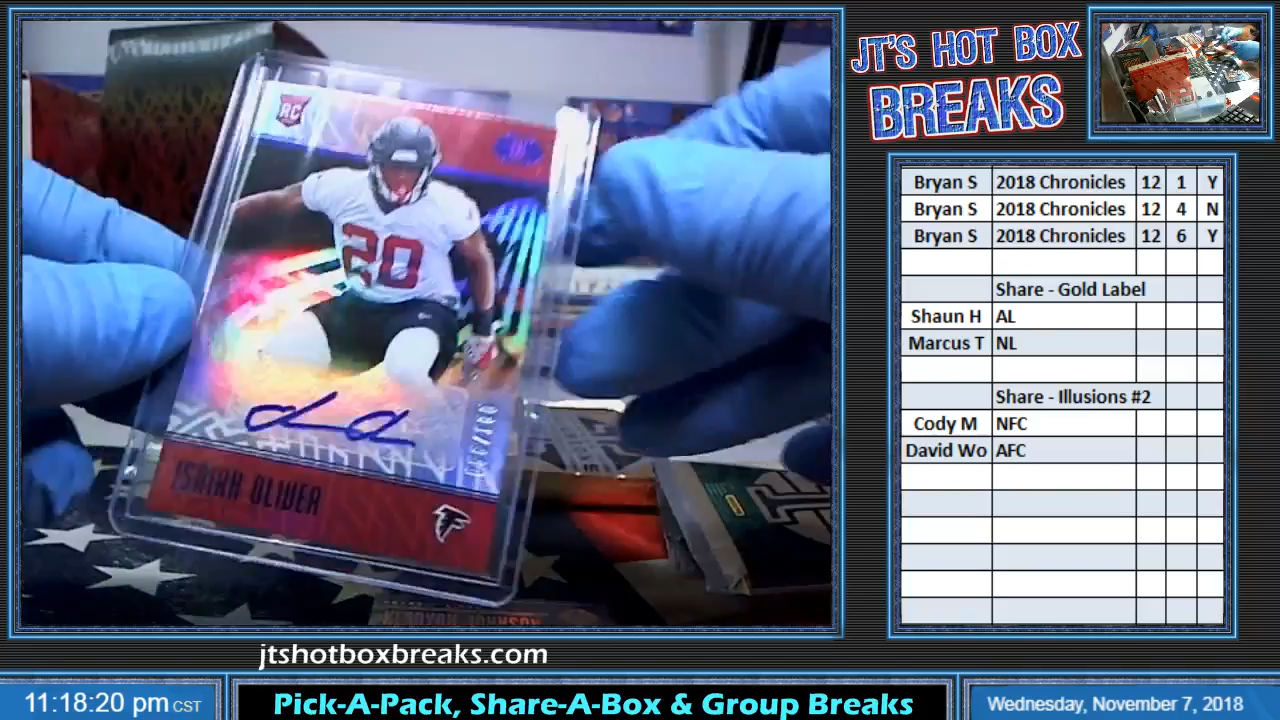 JT'S HOT BOX
BREAKS
RC
20
ISAIAH OLIVER
Bryan S 2018 Chronicles 12 1 Y
Bryan S 2018 Chronicles 12 4 N
Bryan S 2018 Chronicles 12 6 Y
Share - Gold Label
Shaun H AL
Marcus T NL
Share - Illusions #2
Cody M NFC
David Wo AFC
jtshotboxbreaks.com
11:18:20 pm CST
Pick-A-Pack, Share-A-Box & Group Breaks
Wednesday, November 7, 2018